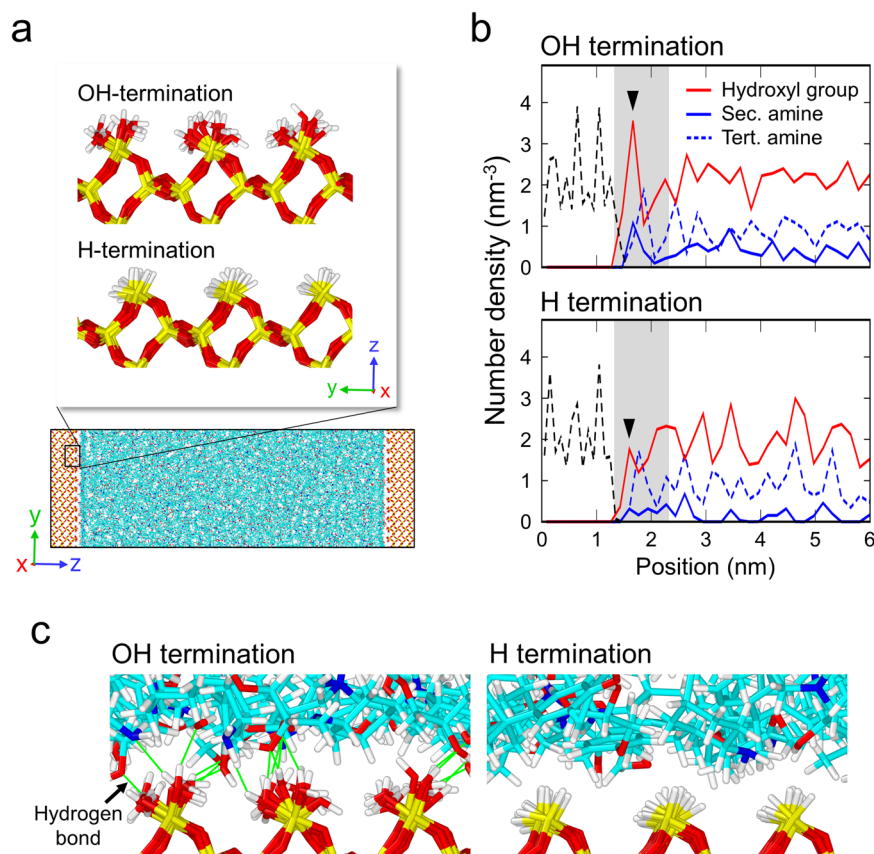 a
OH-termination
H-termination
z
y
x
y
x
z
b
OH termination
Hydroxyl group
Sec. amine
Tert. amine
4
3
2
1
0
H termination
4
3
2
1
0
0
1
2
3
4
5
6
Number density (nm-3)
Position (nm)
c
OH termination
H termination
Hydrogen
bond